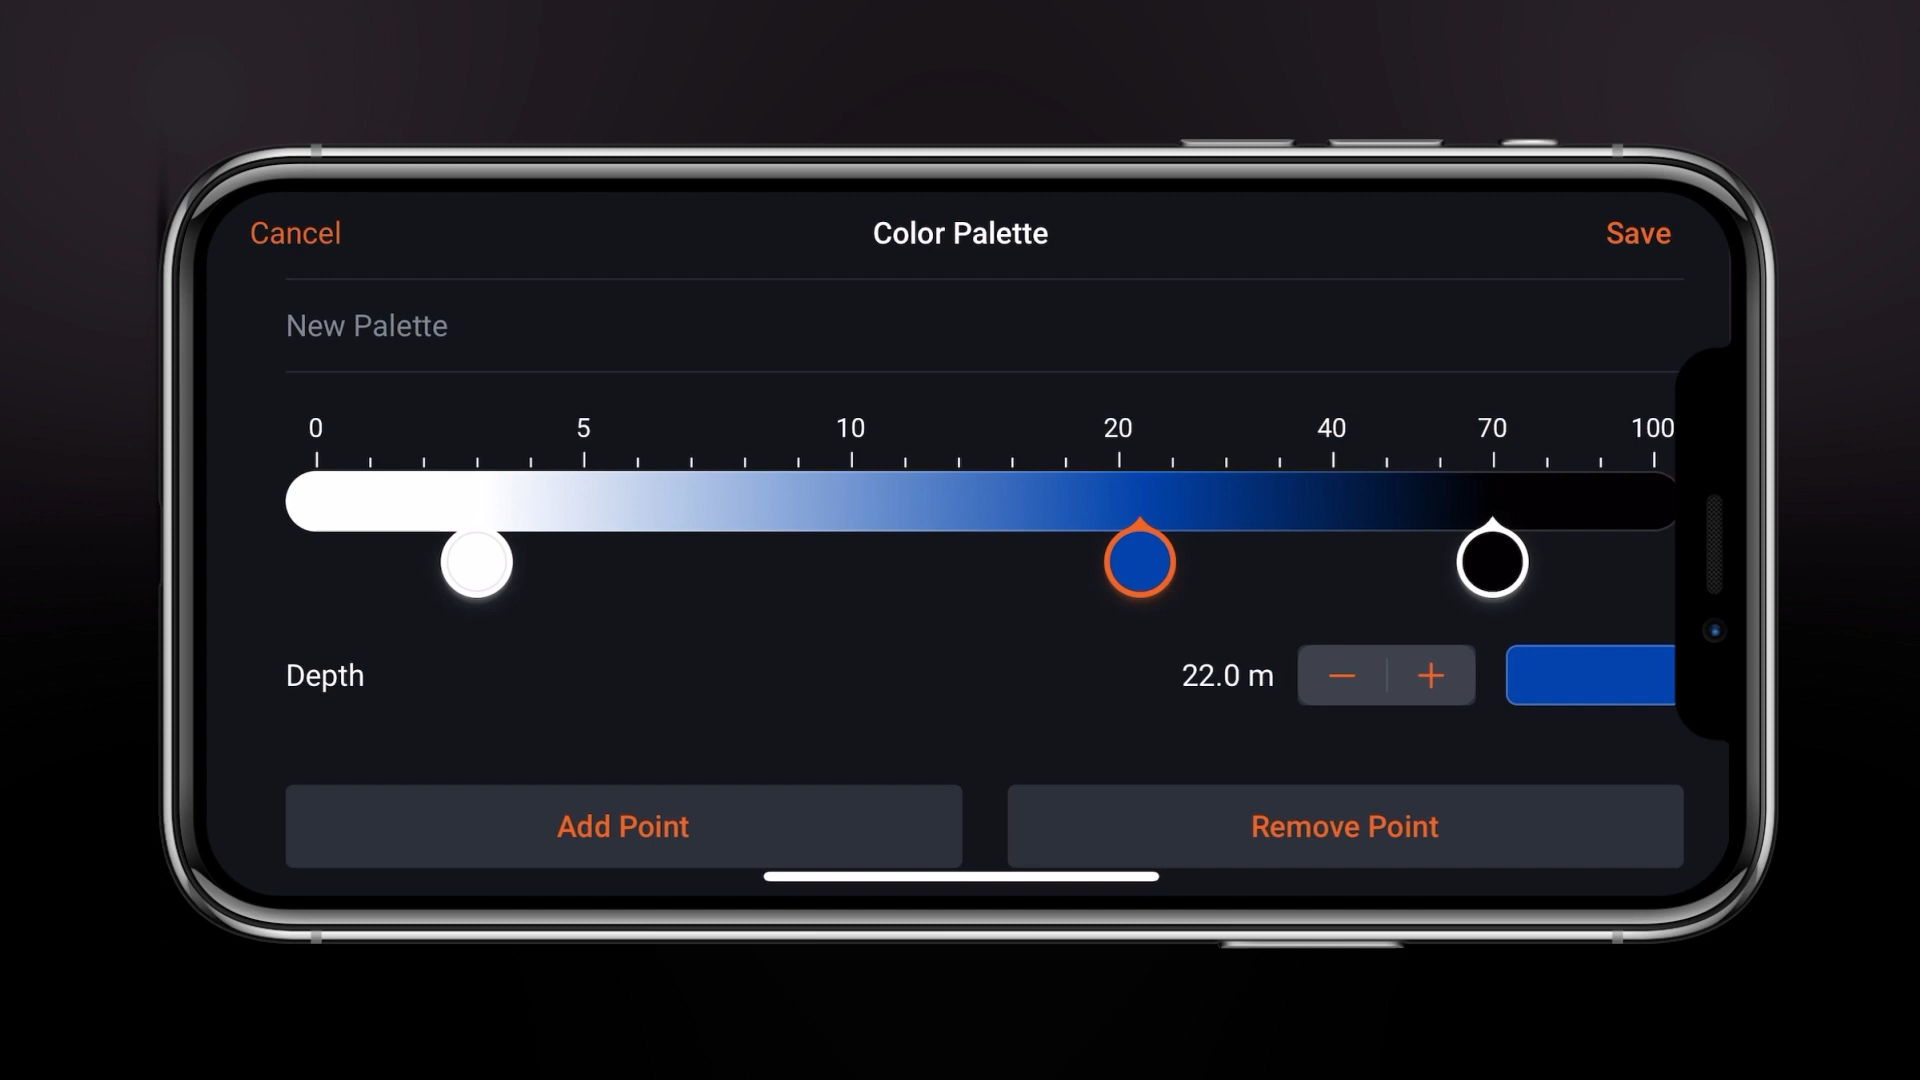 Cancel Color Palette Save
New Palette
0 5 10 20 40 70 100
Depth 22.0 m − +
Add Point Remove Point